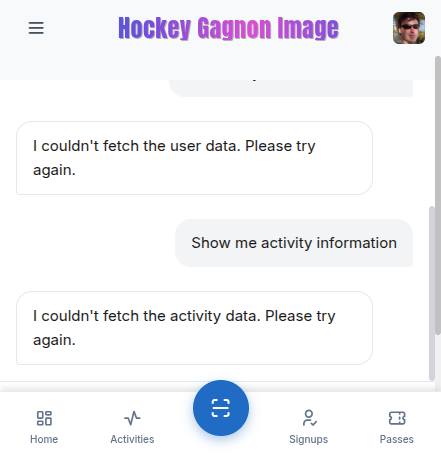 Hockey Gagnon Image
I couldn't fetch the user data. Please try
again.
Show me activity information
I couldn't fetch the activity data. Please try
again.
Home
Activities
Signups
Passes